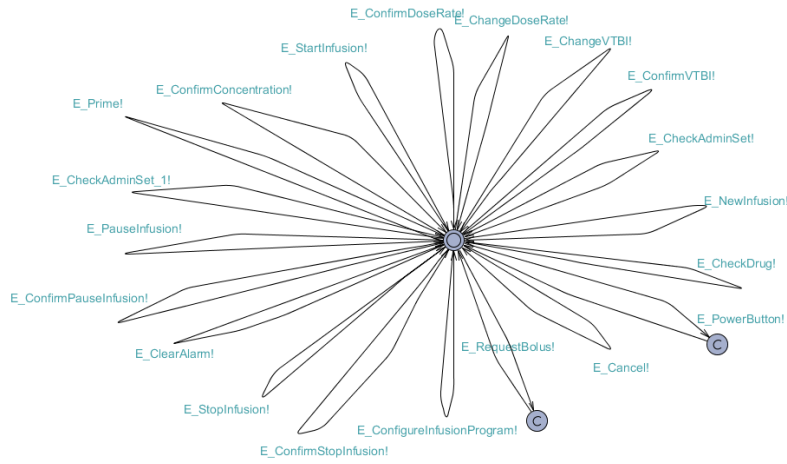 E_ConfirmDoseRate!
E_ChangeDoseRate!
E_StartInfusion!
E_ChangeVTBI!
E_ConfirmConcentration!
E_ConfirmVTBI!
E_Prime!
E_CheckAdminSet!
E_CheckAdminSet_1!
E_NewInfusion!
E_PauseInfusion!
E_CheckDrug!
E_ConfirmPauseInfusion!
E_PowerButton!
E_ClearAlarm!
E_RequestBolus!
C
E_Cancel!
E_StopInfusion!
C
E_ConfigureInfusionProgram!
E_ConfirmStopInfusion!